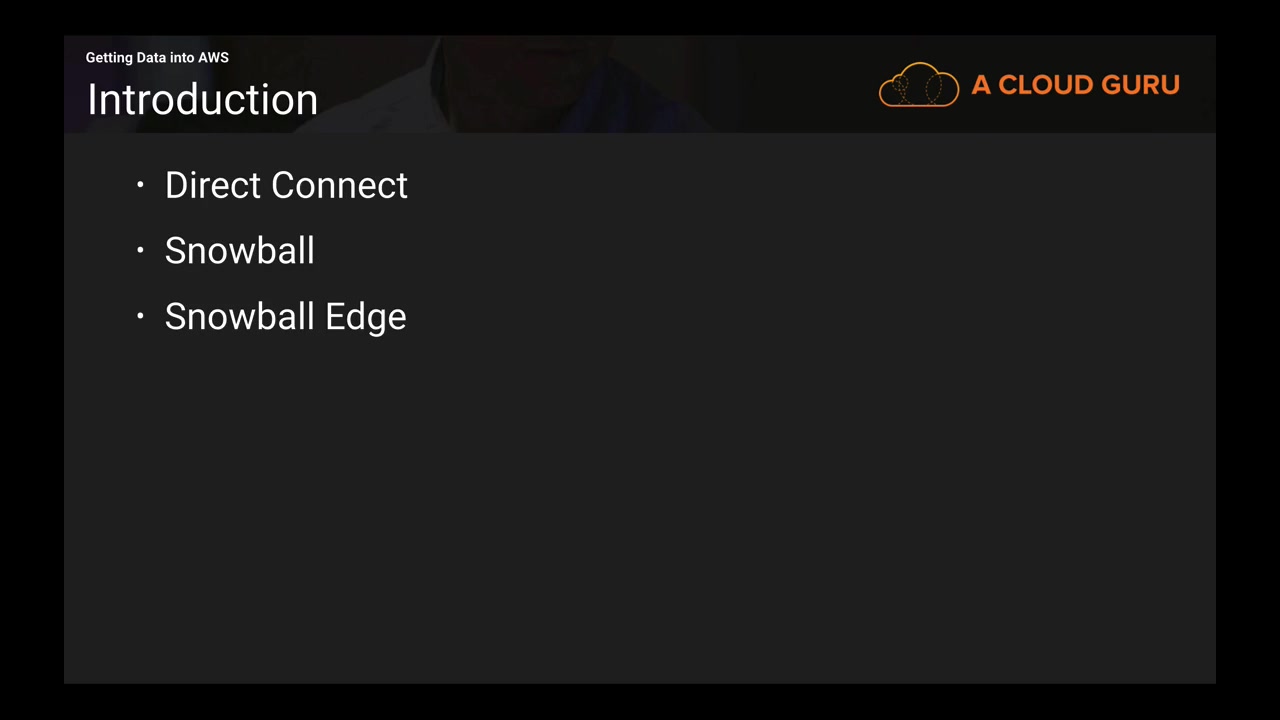 Getting Data into AWS
Introduction
A CLOUD GURU
• Direct Connect
• Snowball
• Snowball Edge